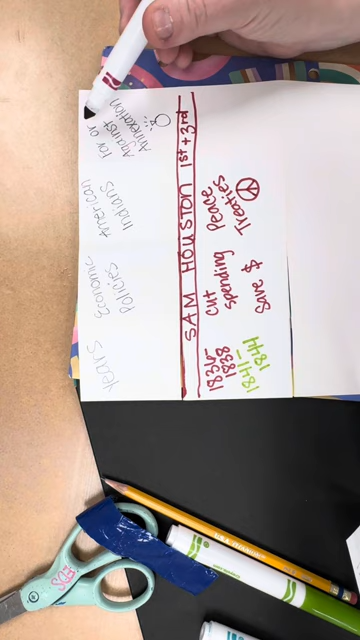 Years
Economic
Policies
American
Indians
For or
Against
Annexation
SAM HOUSTON 1st + 3rd
1836-
1838
1841-
1844
Cut
spending
Save $
Peace
Treaties